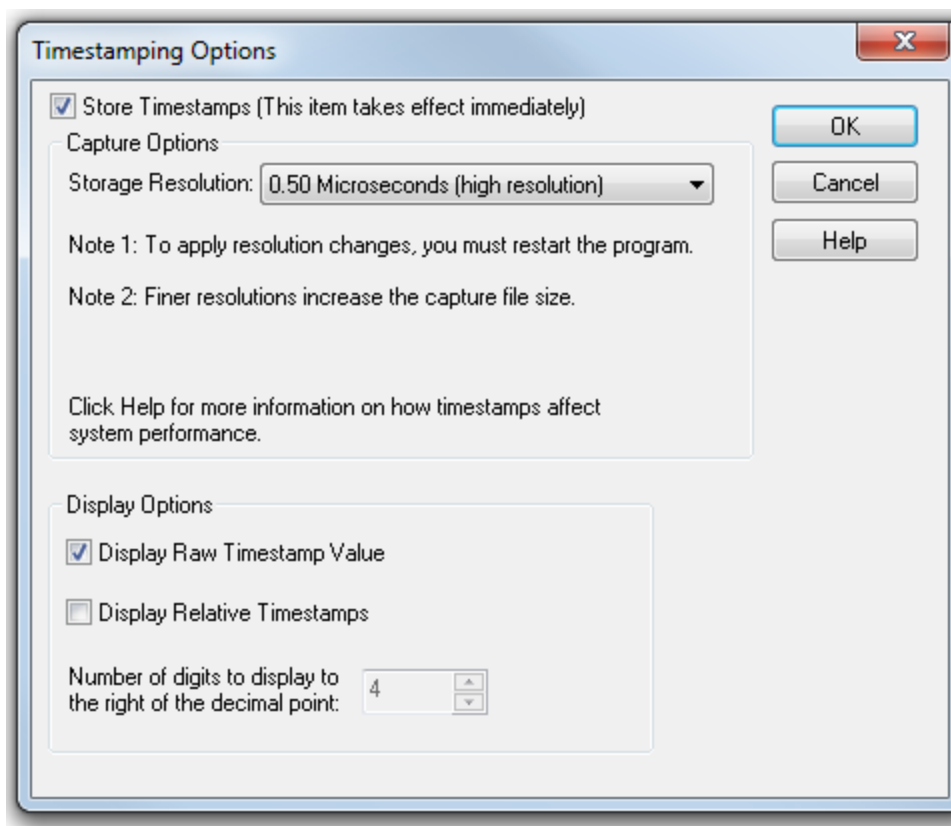 Timestamping Options
Store Timestamps (This item takes effect immediately)
OK
Capture Options
Storage Resolution: 0.50 Microseconds (high resolution)
Cancel
Note 1: To apply resolution changes, you must restart the program.
Help
Note 2: Finer resolutions increase the capture file size.
Click Help for more information on how timestamps affect
system performance.
Display Options
Display Raw Timestamp Value
Display Relative Timestamps
Number of digits to display to
the right of the decimal point: 4